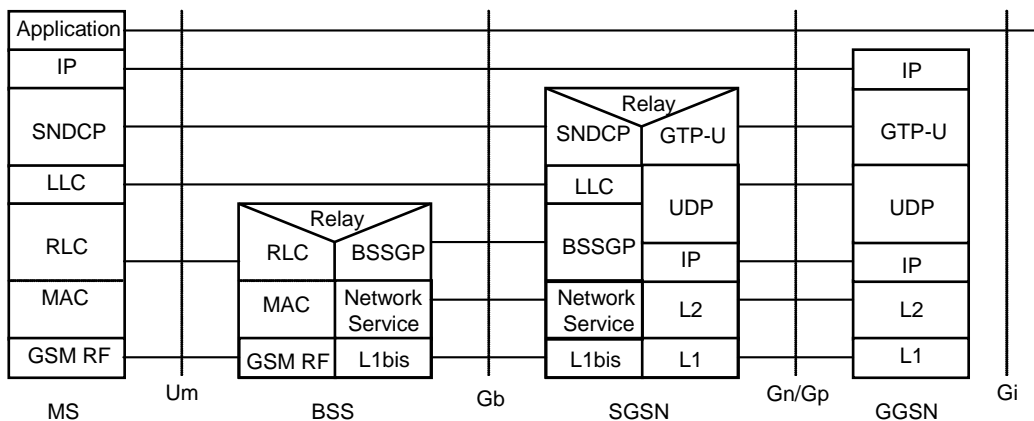 Application
IP
SNDCP
LLC
RLC
MAC
GSM RF
MS
Um
Relay
RLC
BSSGP
MAC
Network
Service
GSM RF
L1bis
BSS
Gb
Relay
SNDCP
GTP-U
LLC
UDP
BSSGP
IP
Network
Service
L2
L1bis
L1
SGSN
Gn/Gp
IP
GTP-U
UDP
IP
L2
L1
GGSN
Gi